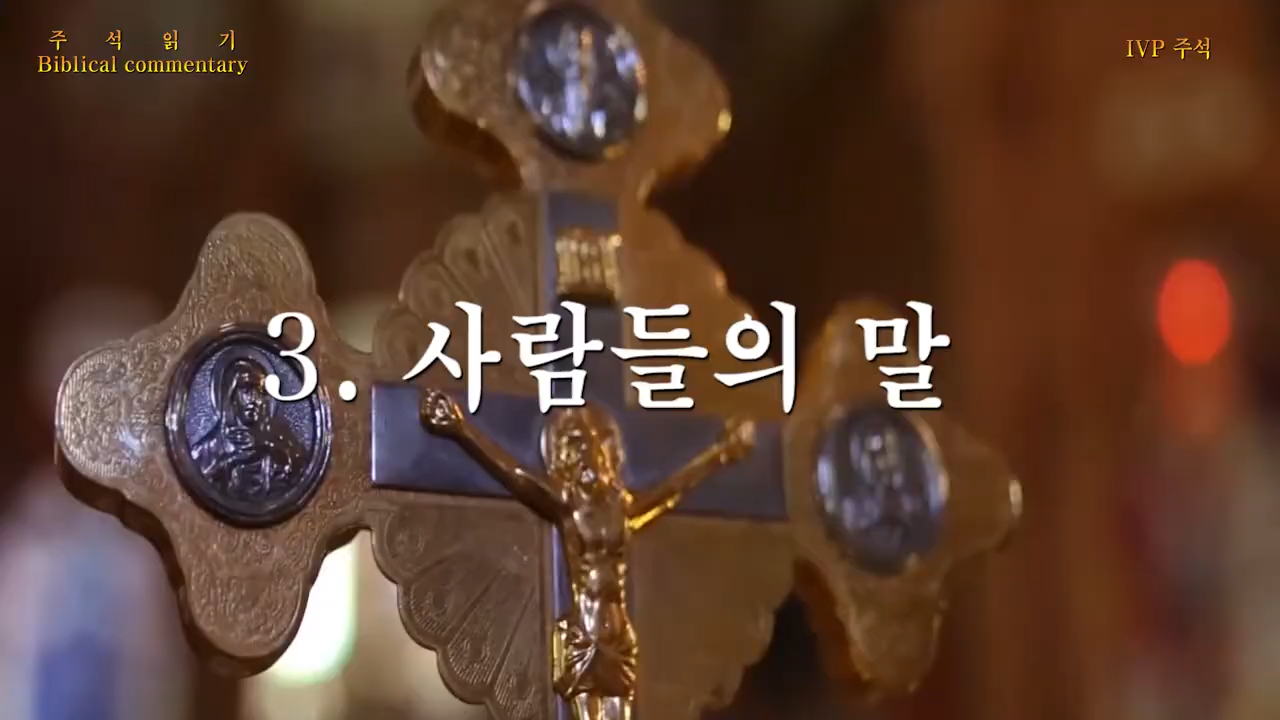 주 석 읽 기
Biblical commentary
IVP 주석
3. 사람들의 말